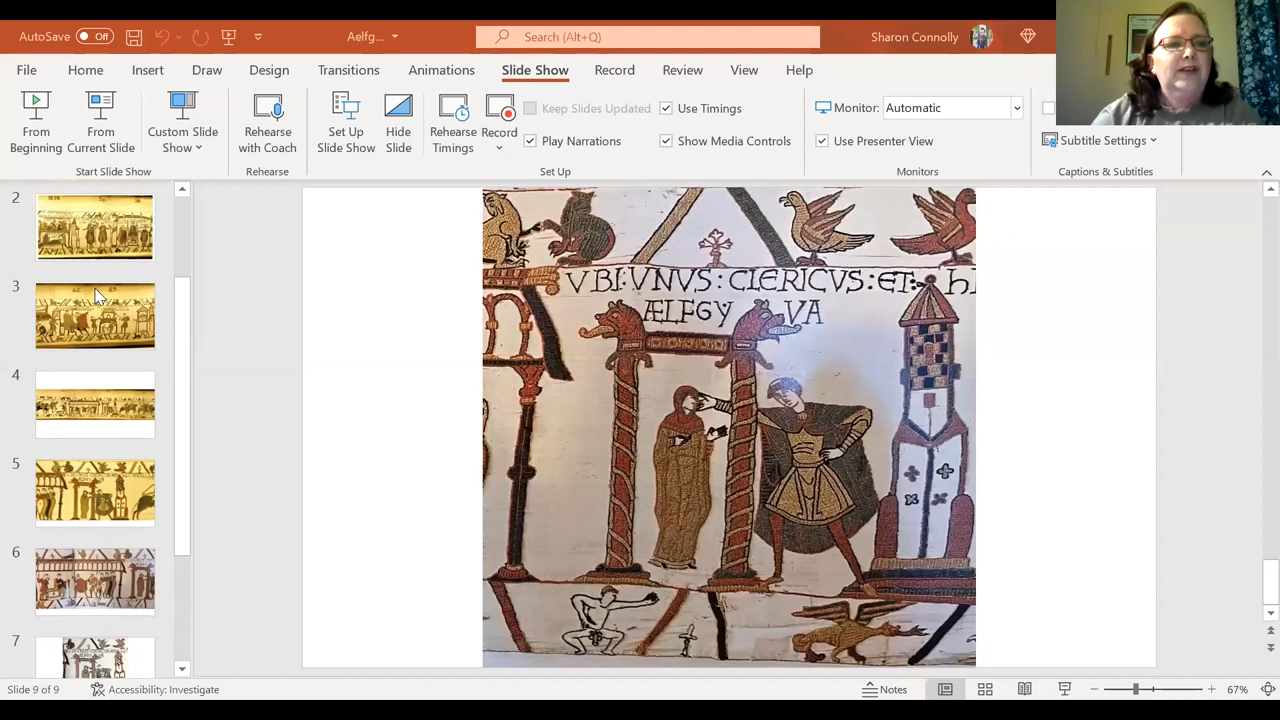 AutoSave Off Aelfg... Search (Alt+Q) Sharon Connolly
File Home Insert Draw Design Transitions Animations Slide Show Record Review View Help
From Beginning
From Current Slide
Custom Slide Show
Rehearse with Coach
Set Up Slide Show
Hide Slide
Rehearse Timings
Record
Keep Slides Updated
Play Narrations
Use Timings
Show Media Controls
Monitor: Automatic
Use Presenter View
Subtitle Settings
Start Slide Show
Rehearse
Set Up
Monitors
Captions & Subtitles
2
3
4
5
6
7
VBI:VNVS:CLERICVS:ET:
ÆLFGYVA
Slide 9 of 9 Accessibility: Investigate Notes 67%